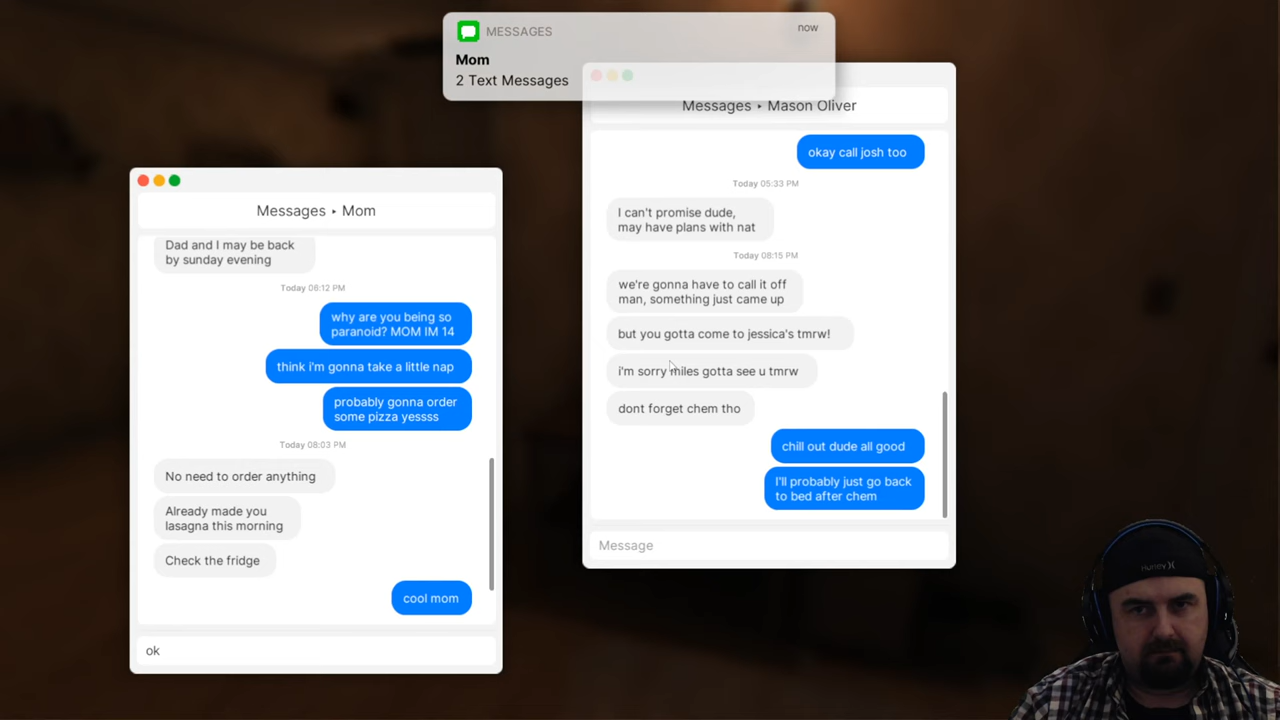 MESSAGES
now
Mom
2 Text Messages
Messages ▸ Mom
Dad and I may be back
by sunday evening
Today 06:12 PM
why are you being so
paranoid? MOM IM 14
think i'm gonna take a little nap
probably gonna order
some pizza yessss
Today 08:03 PM
No need to order anything
Already made you
lasagna this morning
Check the fridge
cool mom
ok
Messages ▸ Mason Oliver
okay call josh too
Today 05:33 PM
I can't promise dude,
may have plans with nat
Today 08:15 PM
we're gonna have to call it off
man, something just came up
but you gotta come to jessica's tmrw!
i'm sorry miles gotta see u tmrw
dont forget chem tho
chill out dude all good
I'll probably just go back
to bed after chem
Message
Hurley